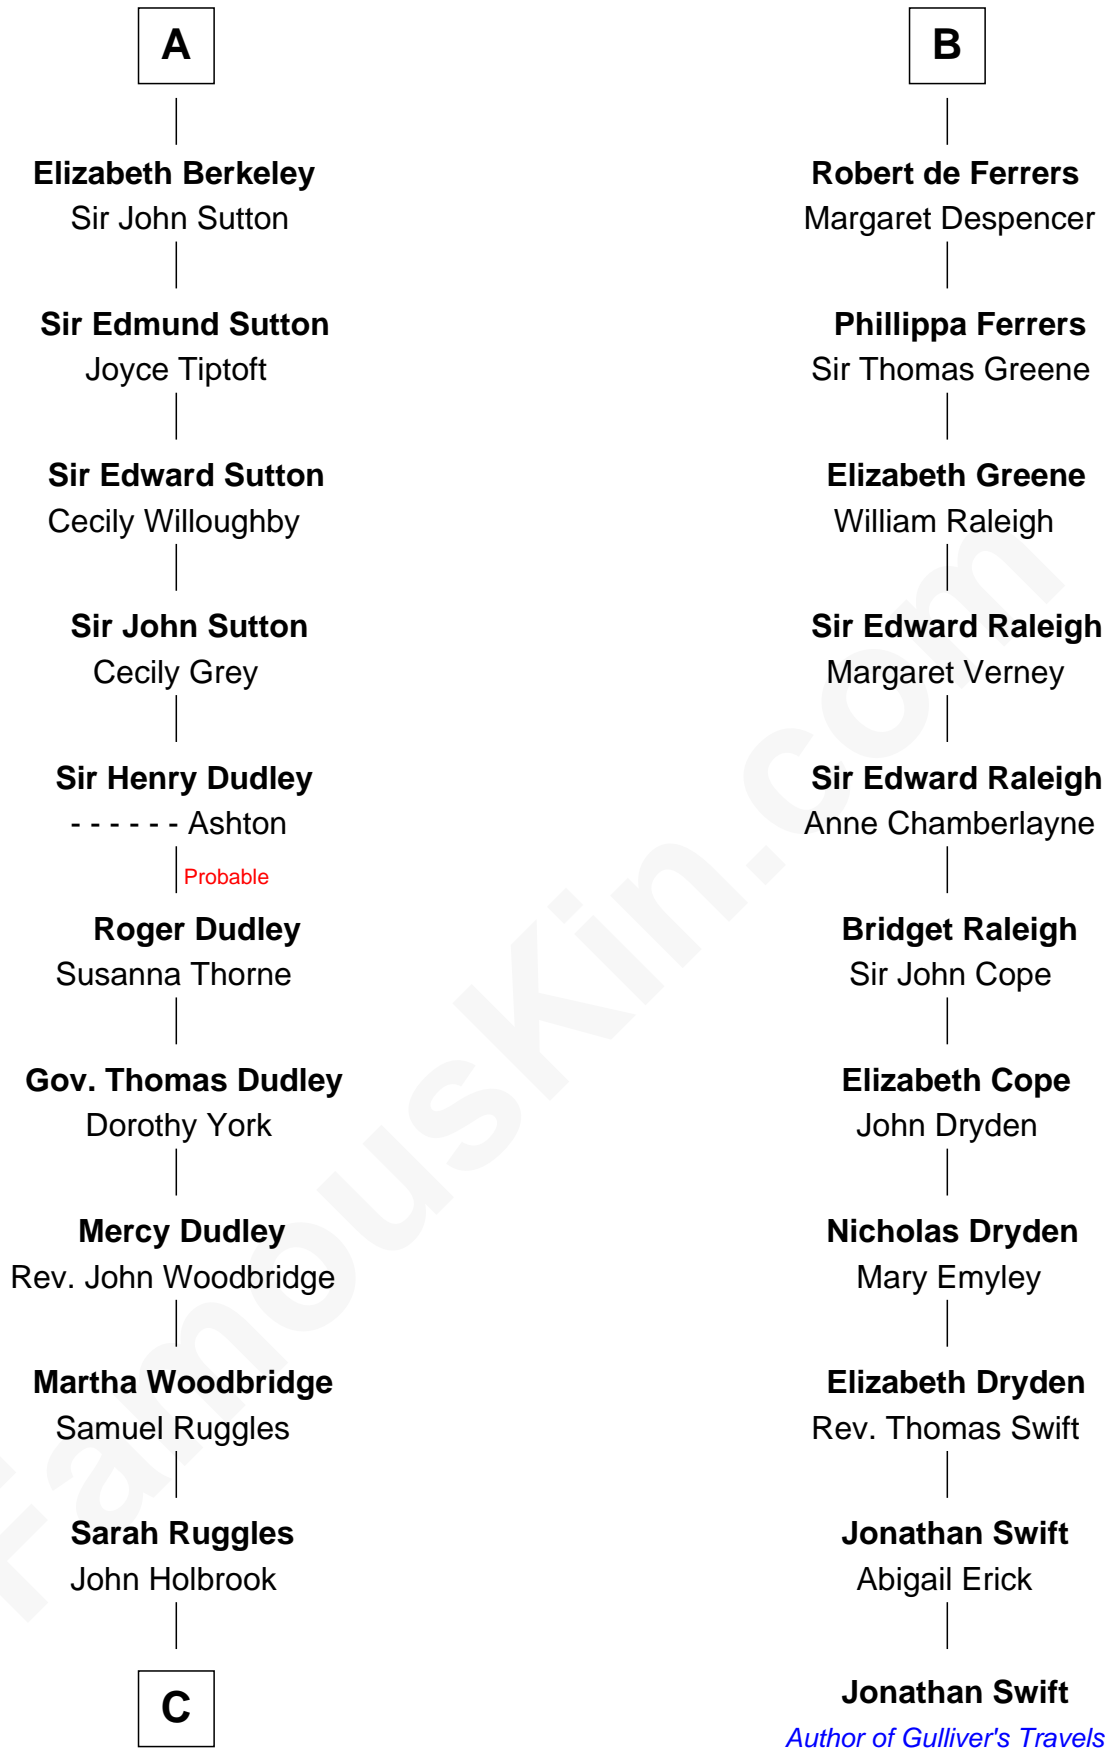 A
Elizabeth Berkeley
Sir John Sutton
Sir Edmund Sutton
Joyce Tiptoft
Sir Edward Sutton
Cecily Willoughby
Sir John Sutton
Cecily Grey
Sir Henry Dudley
- - - - - - Ashton
Probable
Roger Dudley
Susanna Thorne
Gov. Thomas Dudley
Dorothy York
Mercy Dudley
Rev. John Woodbridge
Martha Woodbridge
Samuel Ruggles
Sarah Ruggles
John Holbrook
C
B
Robert de Ferrers
Margaret Despencer
Phillippa Ferrers
Sir Thomas Greene
Elizabeth Greene
William Raleigh
Sir Edward Raleigh
Margaret Verney
Sir Edward Raleigh
Anne Chamberlayne
Bridget Raleigh
Sir John Cope
Elizabeth Cope
John Dryden
Nicholas Dryden
Mary Emyley
Elizabeth Dryden
Rev. Thomas Swift
Jonathan Swift
Abigail Erick
Jonathan Swift
Author of Gulliver's Travels
FamousKin.com